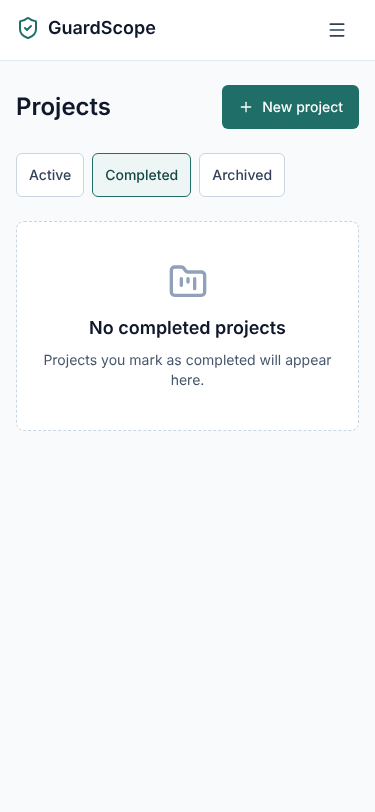 GuardScope
Projects
New project
Active
Completed
Archived
No completed projects
Projects you mark as completed will appear
here.